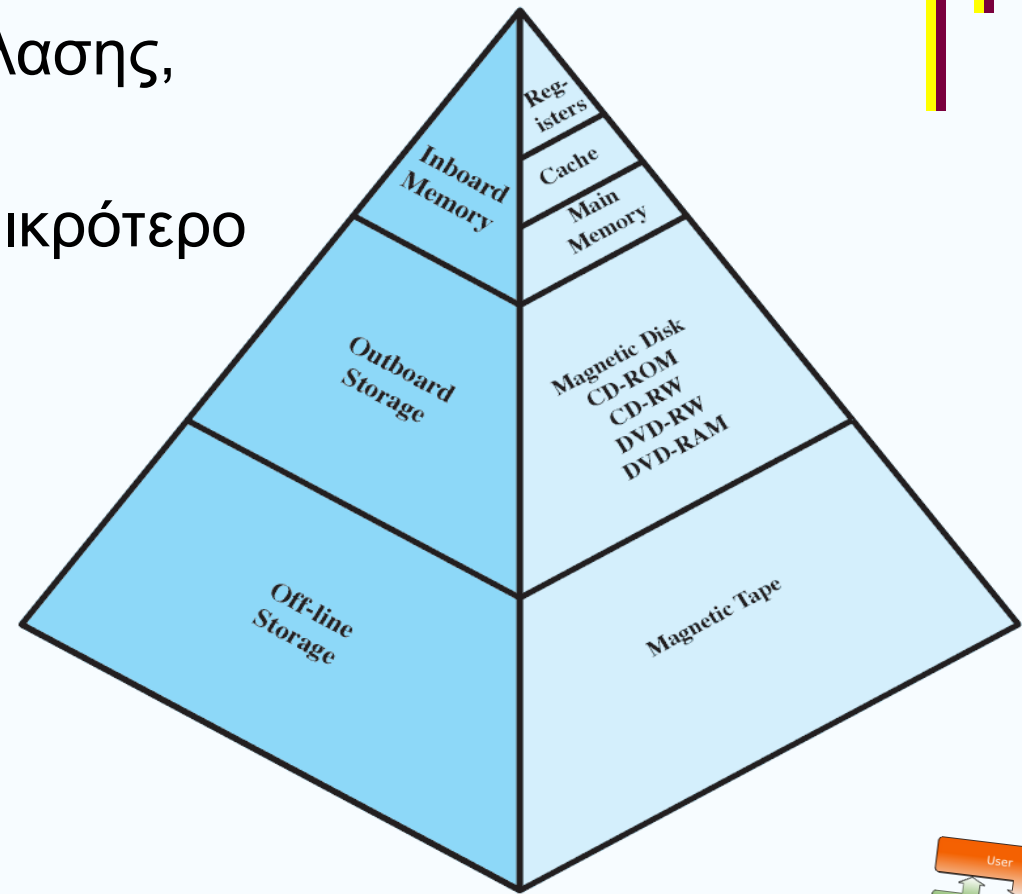 ικρότερο
Inboard
Memory
Reg-
isters
Cache
Main
Memory
Outboard
Storage
Magnetic Disk
CD-ROM
CD-RW
DVD-RW
DVD-RAM
Off-line
Storage
Magnetic Tape
User